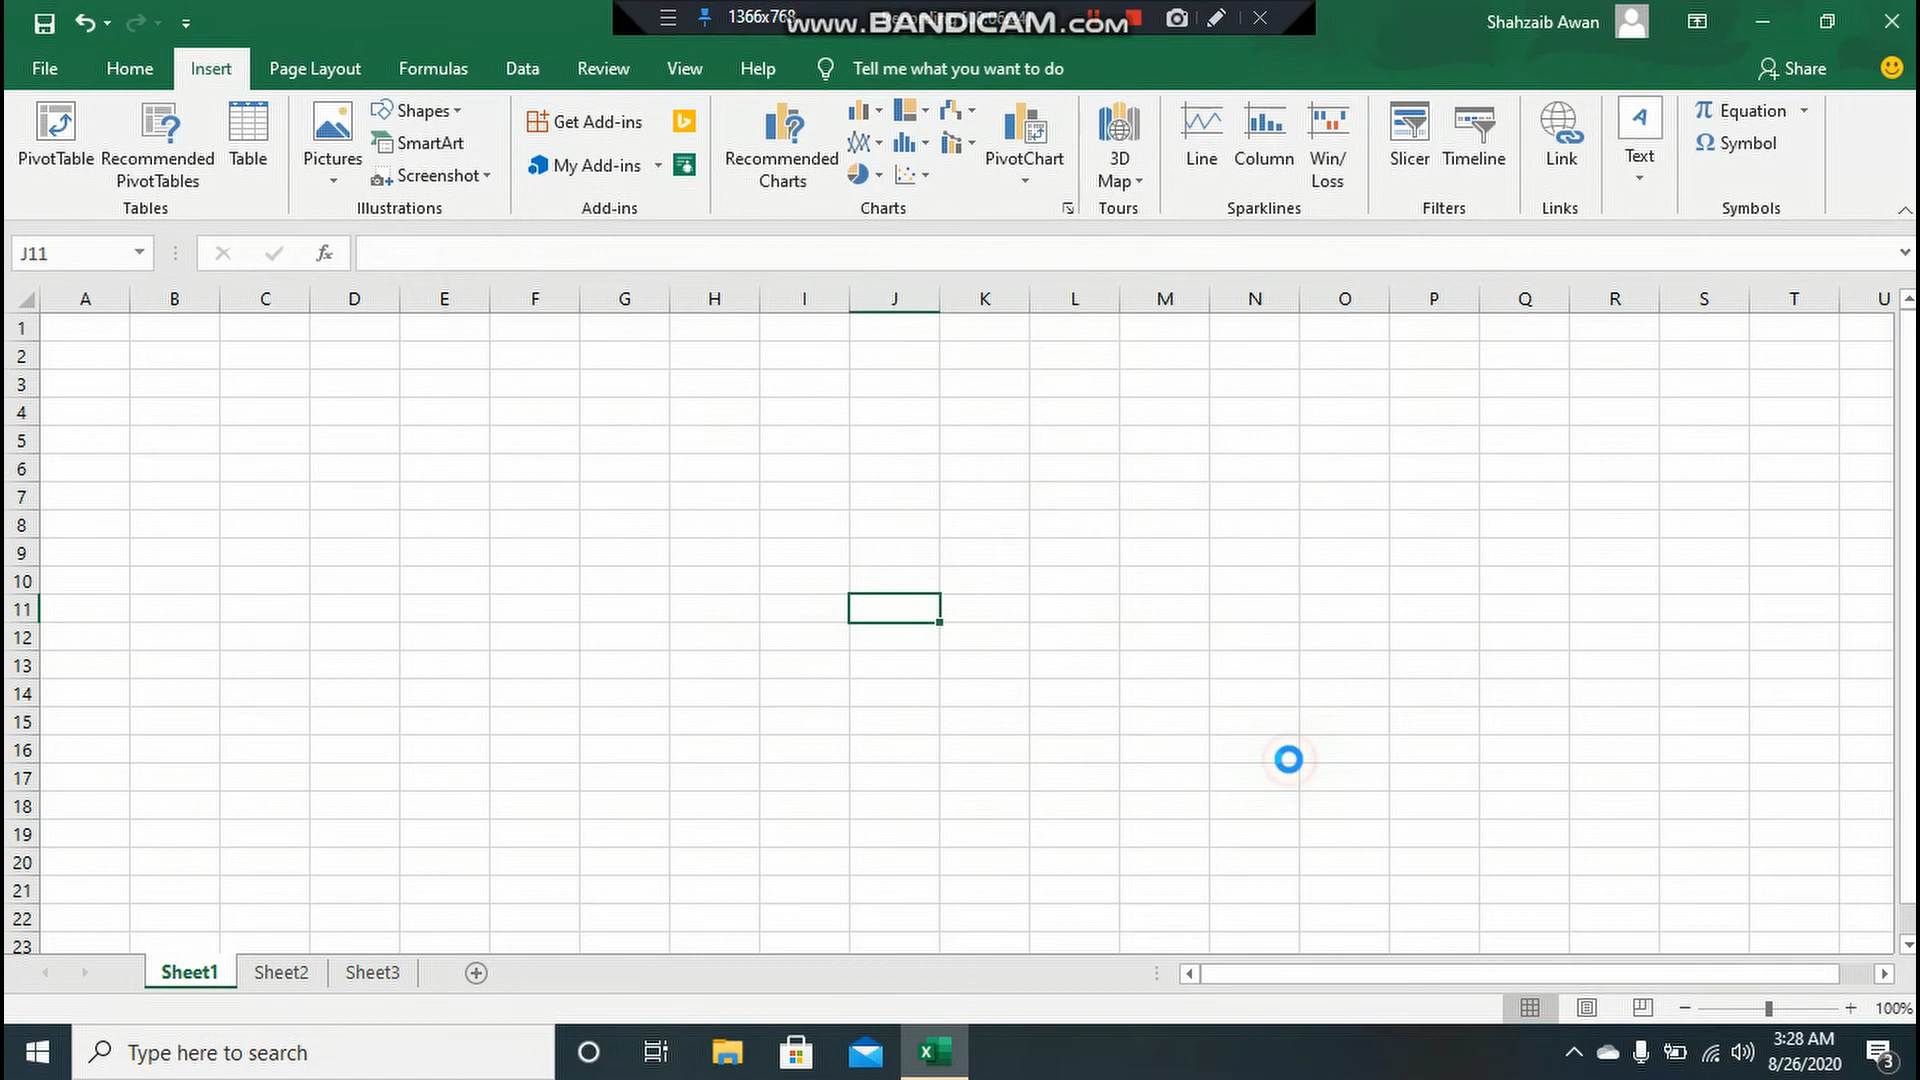 1366x768
www.BANDICAM.com
Shahzaib Awan
File Home Insert Page Layout Formulas Data Review View Help Tell me what you want to do Share
PivotTable
Recommended
PivotTables
Table
Tables
Pictures
Shapes
SmartArt
Screenshot
Illustrations
Get Add-ins
My Add-ins
Add-ins
Recommended
Charts
PivotChart
Charts
3D
Map
Tours
Line
Column
Win/
Loss
Sparklines
Slicer
Timeline
Filters
Link
Links
A
Text
π Equation
Ω Symbol
Symbols
J11
fx
A B C D E F G H I J K L M N O P Q R S T U
1
2
3
4
5
6
7
8
9
10
11
12
13
14
15
16
17
18
19
20
21
22
23
Sheet1 Sheet2 Sheet3
100%
Type here to search
3:28 AM
8/26/2020
3